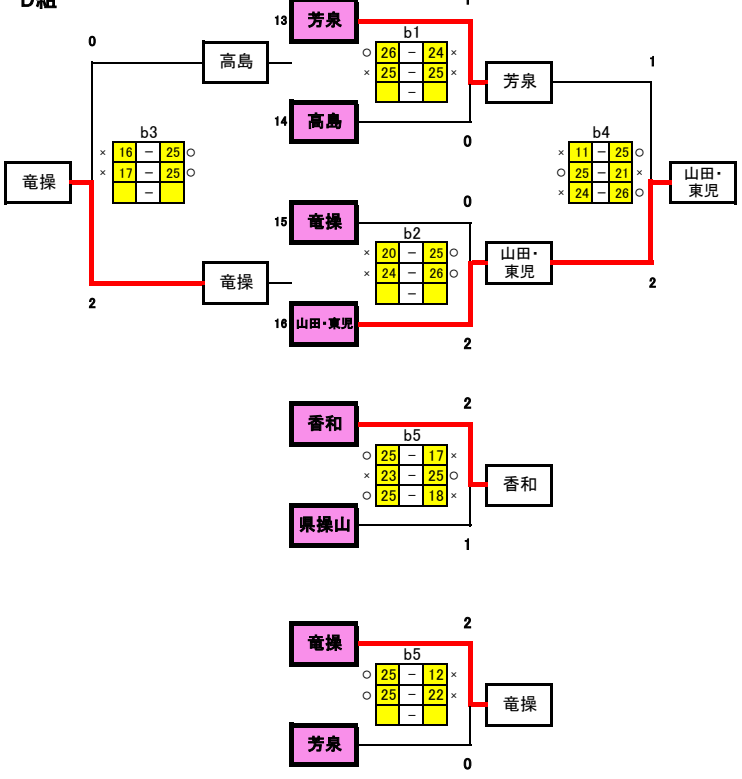 D組
13 芳泉 1
b1
○ 26 － 24 ×
× 25 － 25 ×
－
14 高島 0
芳泉
0
高島
b3
× 16 － 25 ○
× 17 － 25 ○
－
竜操
竜操
2
15 竜操 0
b2
× 20 － 25 ○
× 24 － 26 ○
－
16 山田・東児 2
山田・
東児
1
b4
× 11 － 25 ○
○ 25 － 21 ×
× 24 － 26 ○
2
山田・
東児
香和 2
b5
○ 25 － 17 ×
× 23 － 25 ○
○ 25 － 18 ×
県操山 1
香和
竜操 2
b5
○ 25 － 12 ×
○ 25 － 22 ×
－
芳泉 0
竜操